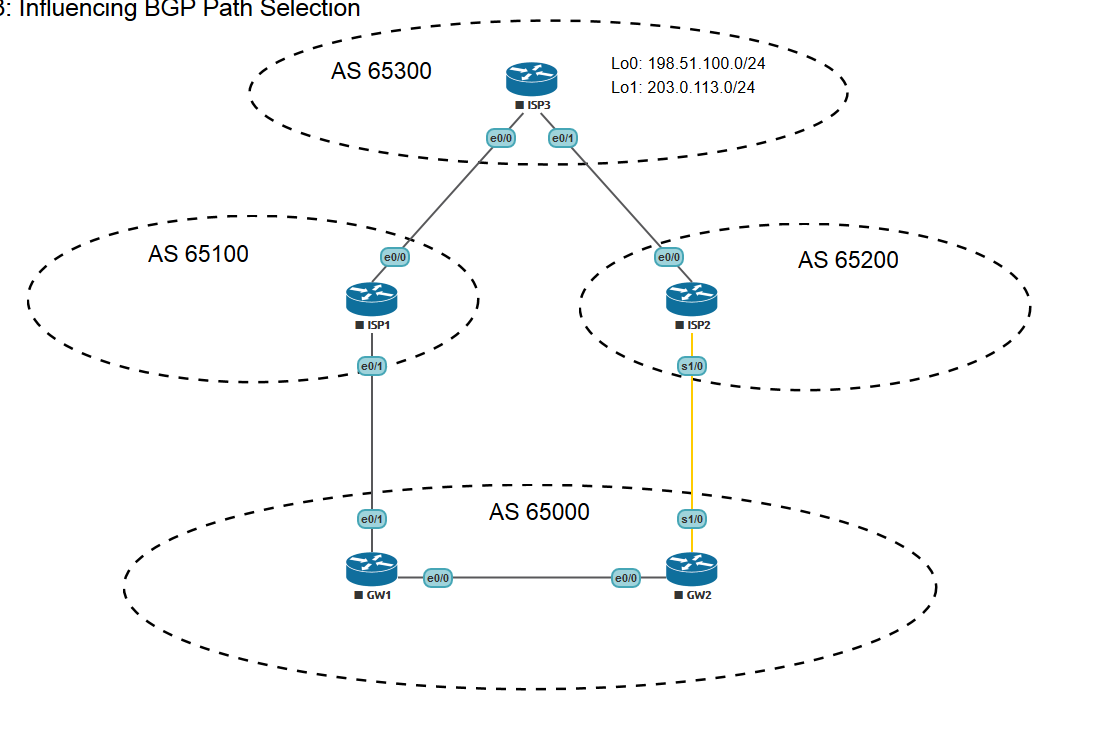 3: Influencing BGP Path Selection
AS 65300
Lo0: 198.51.100.0/24
Lo1: 203.0.113.0/24
ISP3
e0/0
e0/1
AS 65100
AS 65200
e0/0
e0/0
ISP1
ISP2
e0/1
s1/0
AS 65000
e0/1
s1/0
e0/0
e0/0
GW1
GW2